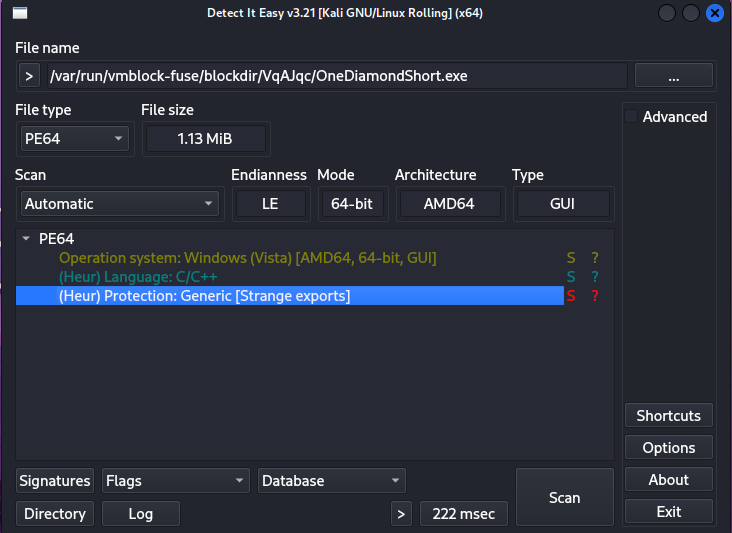 Detect It Easy v3.21 [Kali GNU/Linux Rolling] (x64)
File name
> /var/run/vmblock-fuse/blockdir/VqAJqc/OneDiamondShort.exe ...
File type File size
PE64 1.13 MiB
Advanced
Scan Endianness Mode Architecture Type
Automatic LE 64-bit AMD64 GUI
PE64
Operation system: Windows (Vista) [AMD64, 64-bit, GUI] S ?
(Heur) Language: C/C++ S ?
(Heur) Protection: Generic [Strange exports] S ?
Shortcuts
Options
Signatures Flags Database Scan About
Directory Log > 222 msec Exit